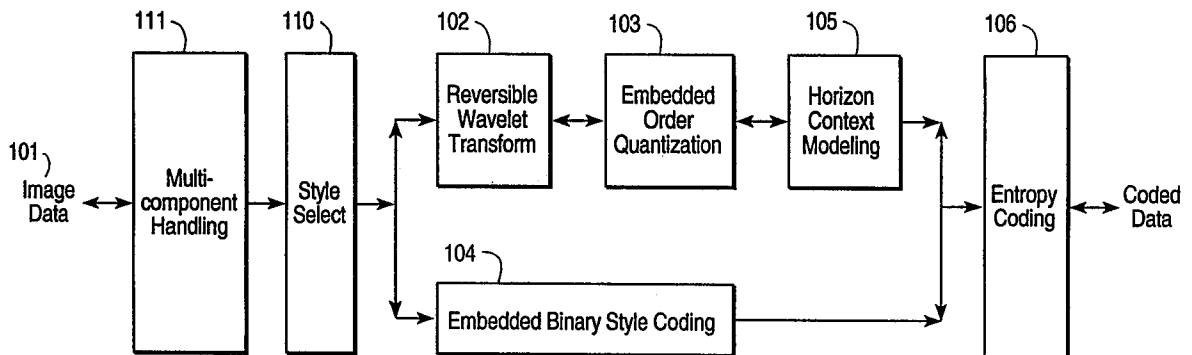 111
110
102
103
105
106
101
Image
Data
Multi-
component
Handling
Style
Select
Reversible
Wavelet
Transform
Embedded
Order
Quantization
Horizon
Context
Modeling
Entropy
Coding
Coded
Data
104
Embedded Binary Style Coding